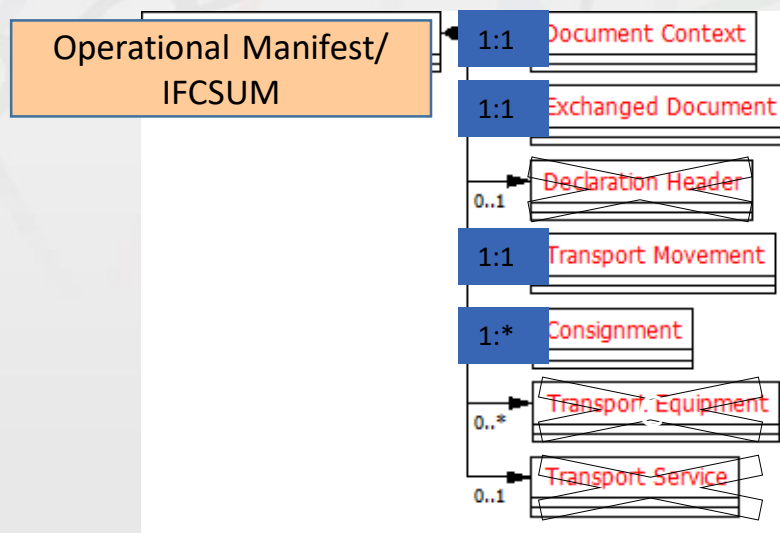 Operational Manifest/
IFCSUM
1:1 Document Context
1:1 Exchanged Document
Declaration Header
0..1
1:1 Transport Movement
1:* Consignment
Transport Equipment
0..*
Transport Service
0..1